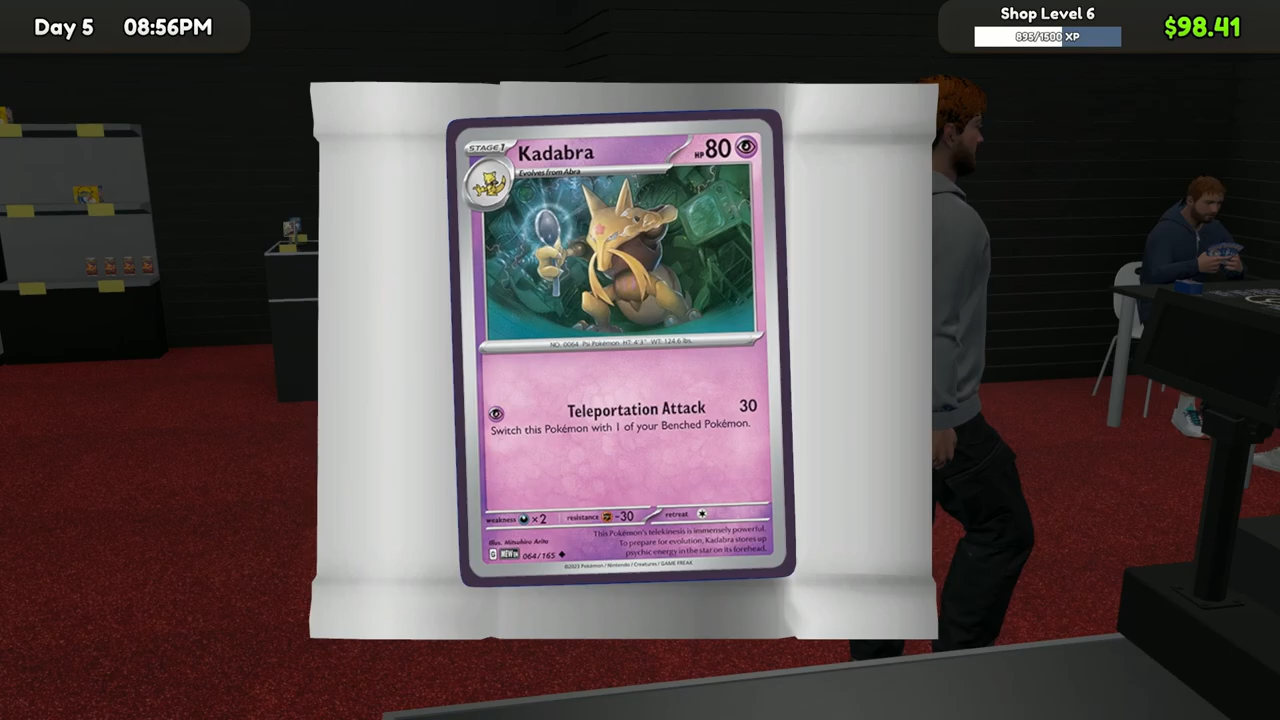 Day 5 08:56PM
Shop Level 6
895/1500 XP
$98.41
STAGE 1 Kadabra HP 80
Evolves from Abra
NO. 0064 Psi Pokémon HT: 4'3" WT: 124.6 lbs.
Teleportation Attack 30
Switch this Pokémon with 1 of your Benched Pokémon.
weakness ×2 resistance -30 retreat
This Pokémon's telekinesis is immensely powerful.
To prepare for evolution, Kadabra stores up
psychic energy in the star on its forehead.
Illus. Mitsuhiro Arita
G MEW EN 064/165
©2023 Pokémon / Nintendo / Creatures / GAME FREAK